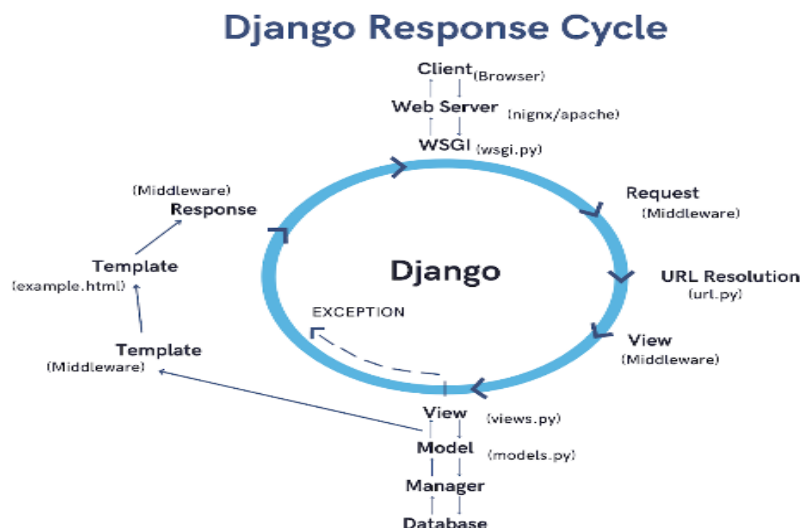 Django Response Cycle
Client (Browser)
Web Server (nignx/apache)
WSGI (wsgi.py)
Request
(Middleware)
URL Resolution
(url.py)
View
(Middleware)
View (views.py)
Model (models.py)
Manager
Database
Template
(Middleware)
Template
(example.html)
(Middleware)
Response
EXCEPTION
Django